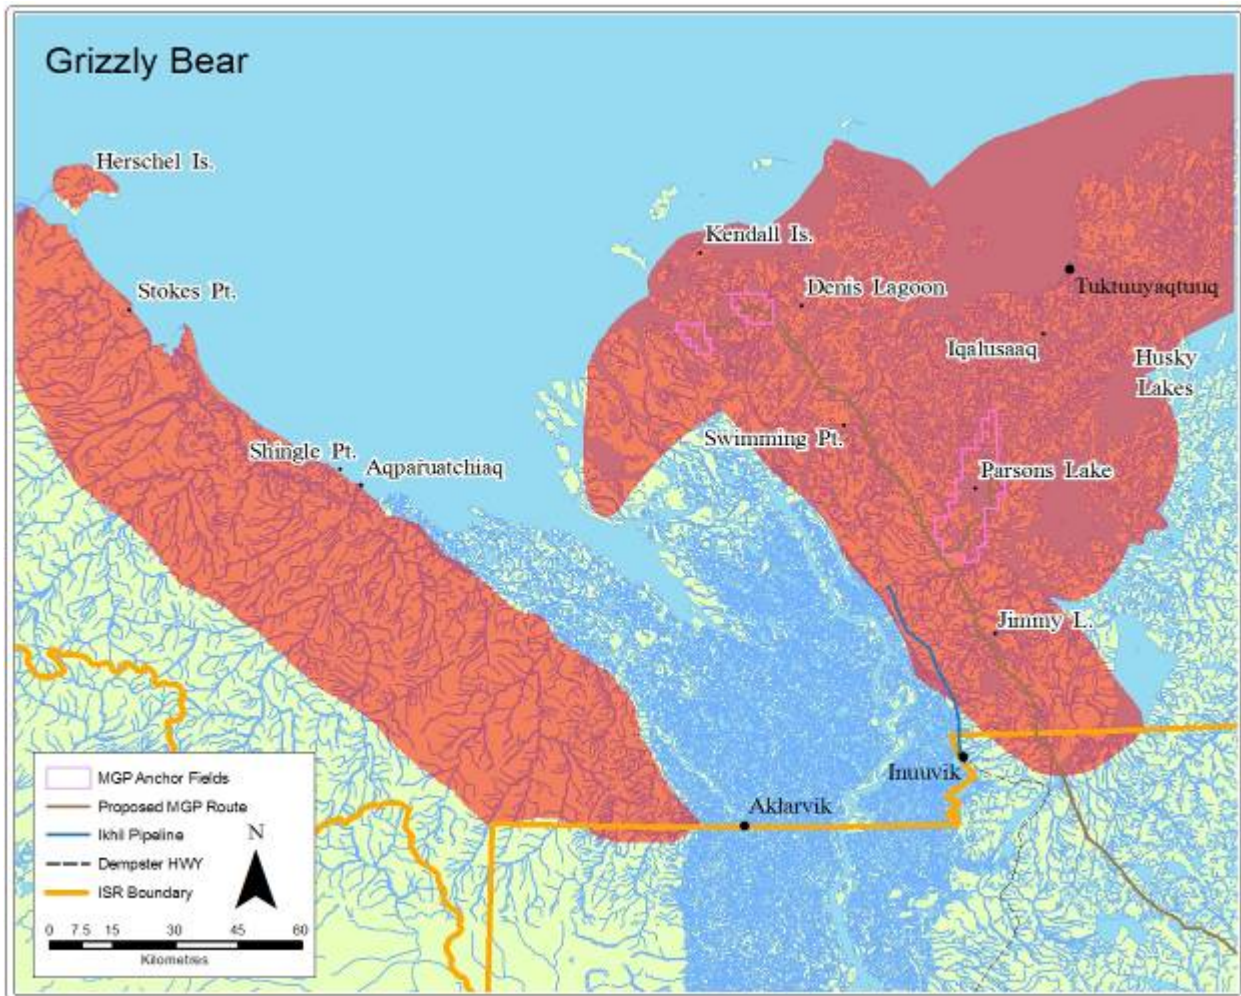 Grizzly Bear
Herschel Is.
Stokes Pt.
Kendall Is.
Denis Lagoon
Tuktuuyaqtuuq
Iqalusaaq
Husky
Lakes
Shingle Pt.
Aqparuatchiaq
Swimming Pt.
Parsons Lake
Jimmy L.
Inuuvik
Akłarvik
MGP Anchor Fields
Proposed MGP Route
Ikhil Pipeline
Dempster HWY
ISR Boundary
N
0 7.5 15 30 45 60
Kilometres